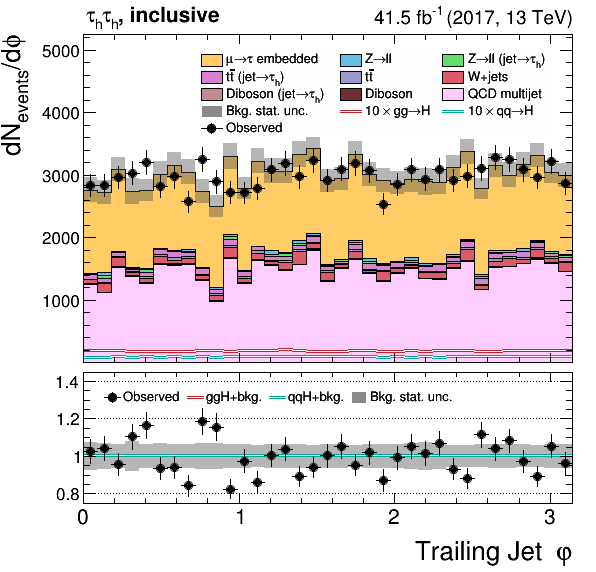 τhτh, inclusive 41.5 fb⁻¹ (2017, 13 TeV)
dNevents/dφ
5000
4000
3000
2000
1000
μ→τ embedded Z→ll Z→ll (jet→τh)
tt̄ (jet→τh) tt̄ W+jets
Diboson (jet→τh) Diboson QCD multijet
Bkg. stat. unc. 10 × gg→H 10 × qq→H
Observed
1.4
1.2
1
0.8
Observed ggH+bkg. qqH+bkg. Bkg. stat. unc.
0 1 2 3
Trailing Jet φ